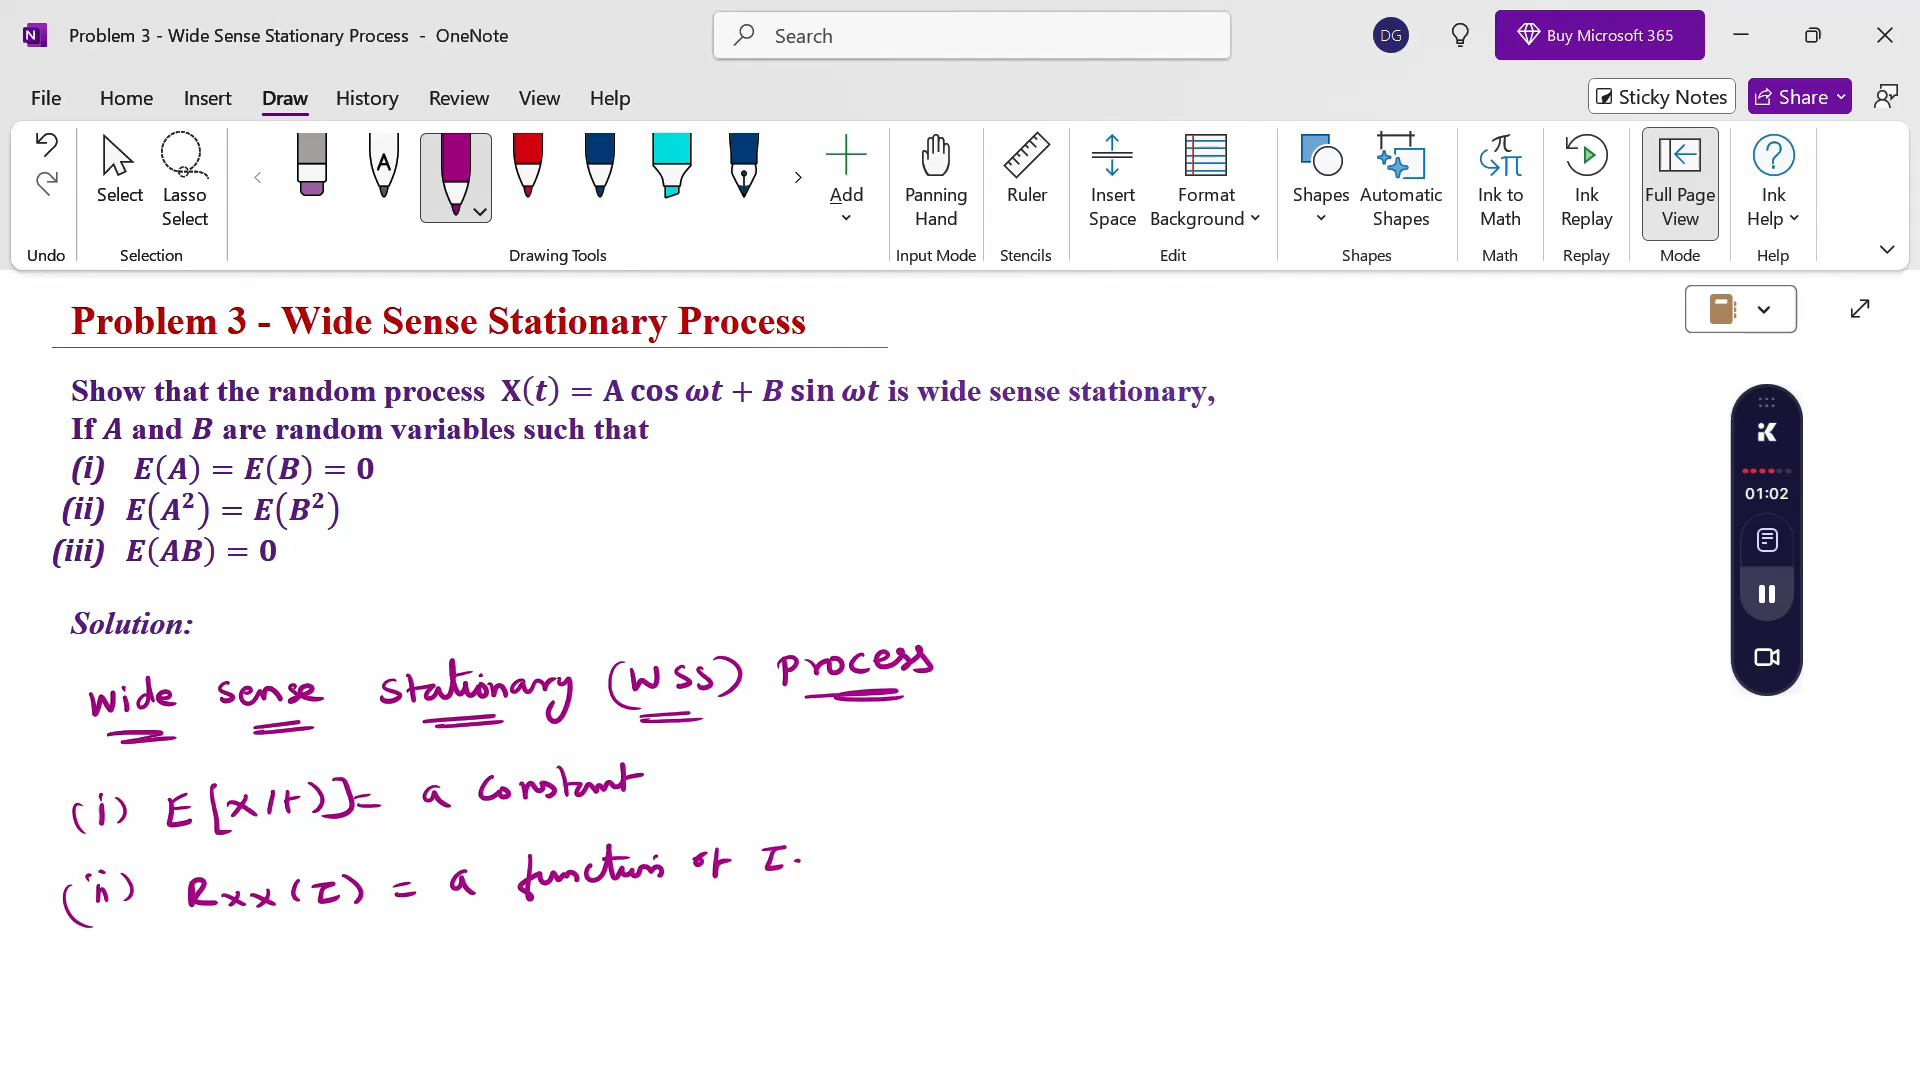 Problem 3 - Wide Sense Stationary Process - OneNote
Search
DG
Buy Microsoft 365
File Home Insert Draw History Review View Help
Sticky Notes Share
Select
Lasso Select
Add
Panning Hand
Ruler
Insert Space
Format Background
Shapes
Automatic Shapes
Ink to Math
Ink Replay
Full Page View
Ink Help
Undo Selection Drawing Tools Input Mode Stencils Edit Shapes Math Replay Mode Help
Problem 3 - Wide Sense Stationary Process
Show that the random process X(t) = A cos ωt + B sin ωt is wide sense stationary,
If A and B are random variables such that
(i) E(A) = E(B) = 0
(ii) E(A²) = E(B²)
(iii) E(AB) = 0
01:02
Solution:
Wide sense stationary (WSS) process
(i) E[X(t)] = a constant
(ii) Rxx(τ) = a function of τ.